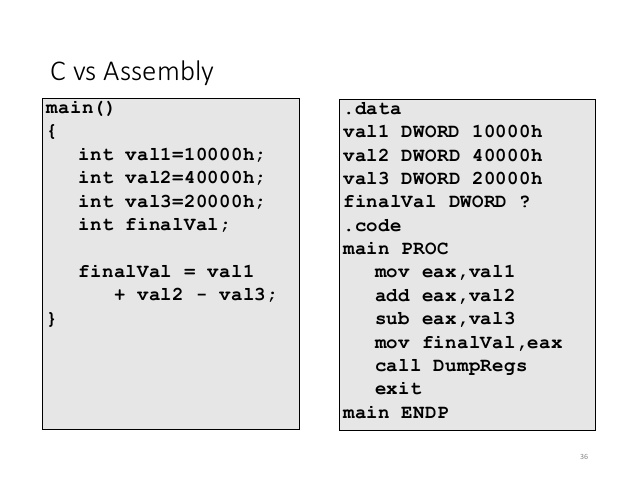 C vs Assembly
main()
{
int val1=10000h;
int val2=40000h;
int val3=20000h;
int finalVal;
finalVal = val1
+ val2 - val3;
}
.data
val1 DWORD 10000h
val2 DWORD 40000h
val3 DWORD 20000h
finalVal DWORD ?
.code
main PROC
mov eax,val1
add eax,val2
sub eax,val3
mov finalVal,eax
call DumpRegs
exit
main ENDP
36